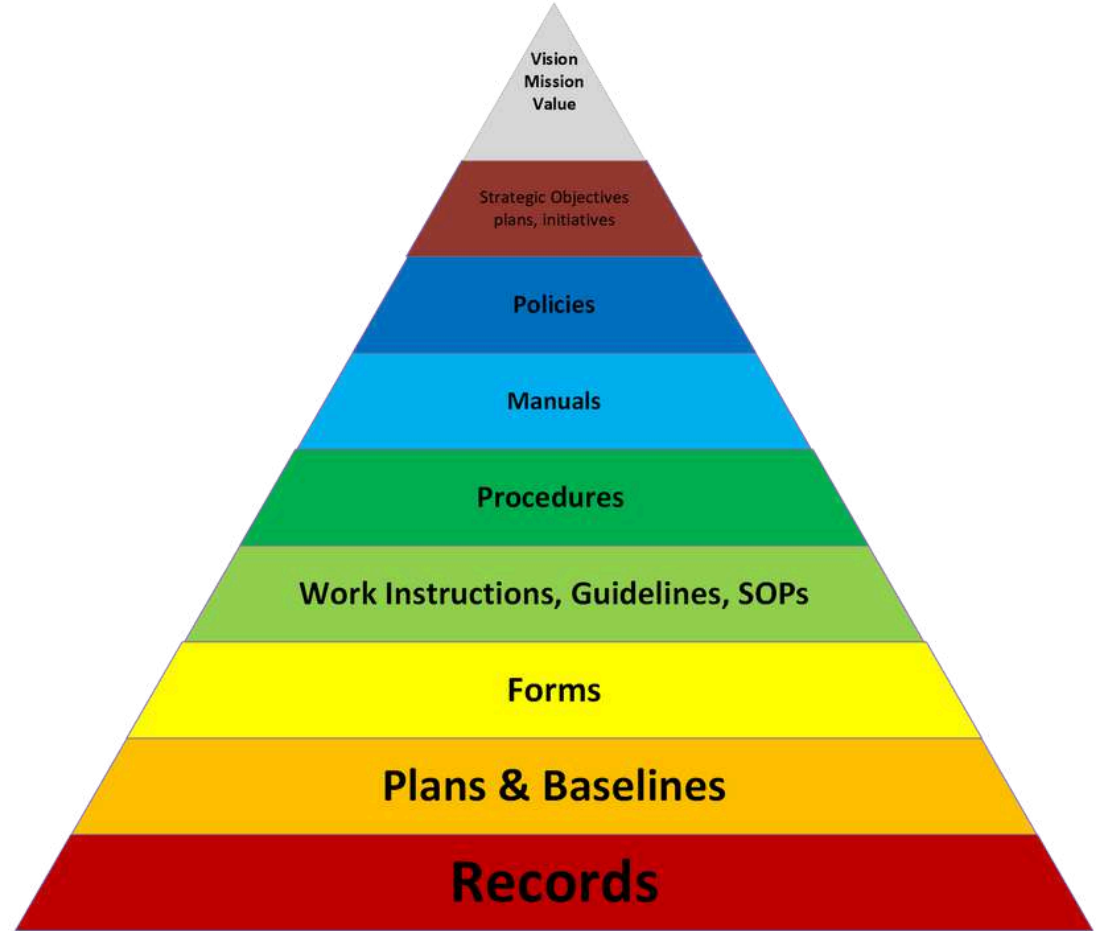 Vision
Mission
Value
Strategic Objectives
plans, initiatives
Policies
Manuals
Procedures
Work Instructions, Guidelines, SOPs
Forms
Plans & Baselines
Records